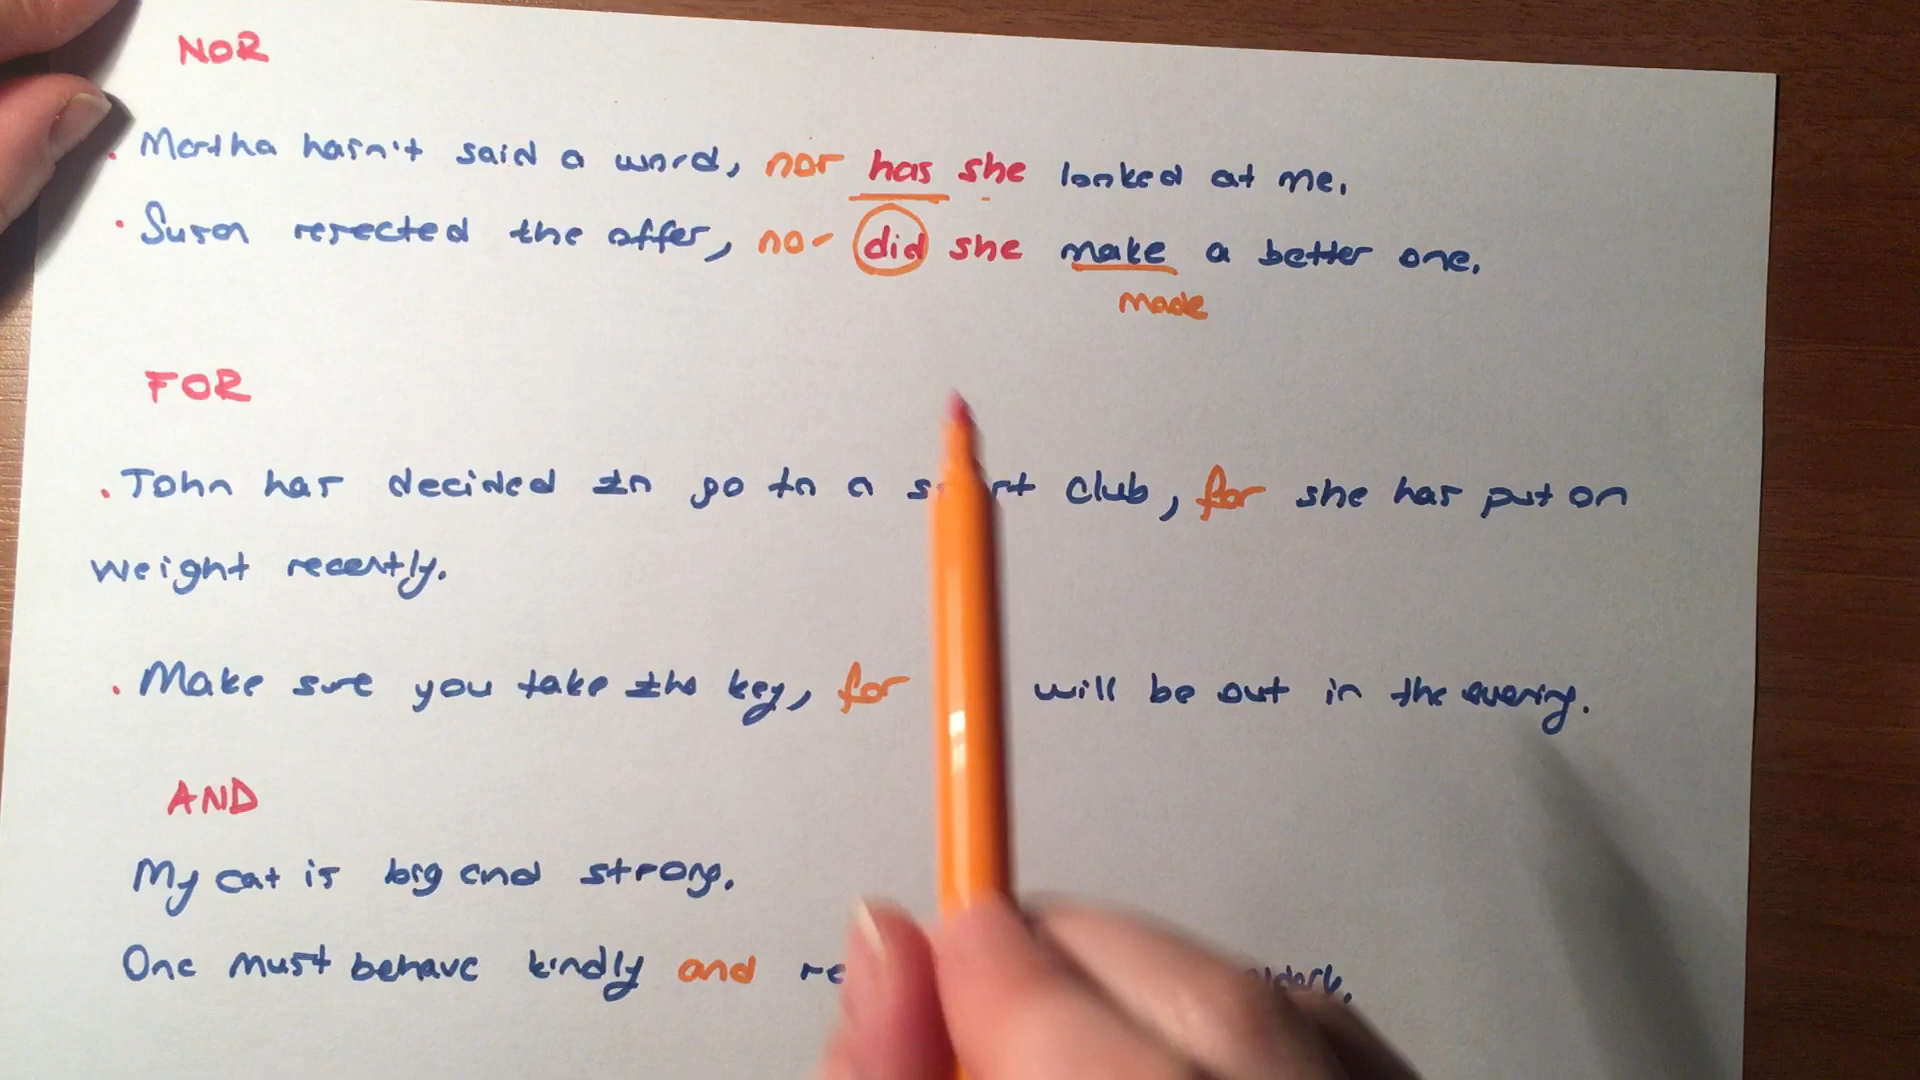 NOR
Martha hasn't said a word, nor has she looked at me.
Susan rejected the offer, nor did she make a better one.
made
FOR
John has decided to go to a club, for she has put on
weight recently.
Make sure you take the key, for will be out in the evening.
AND
My cat is big and strong.
One must behave kindly and